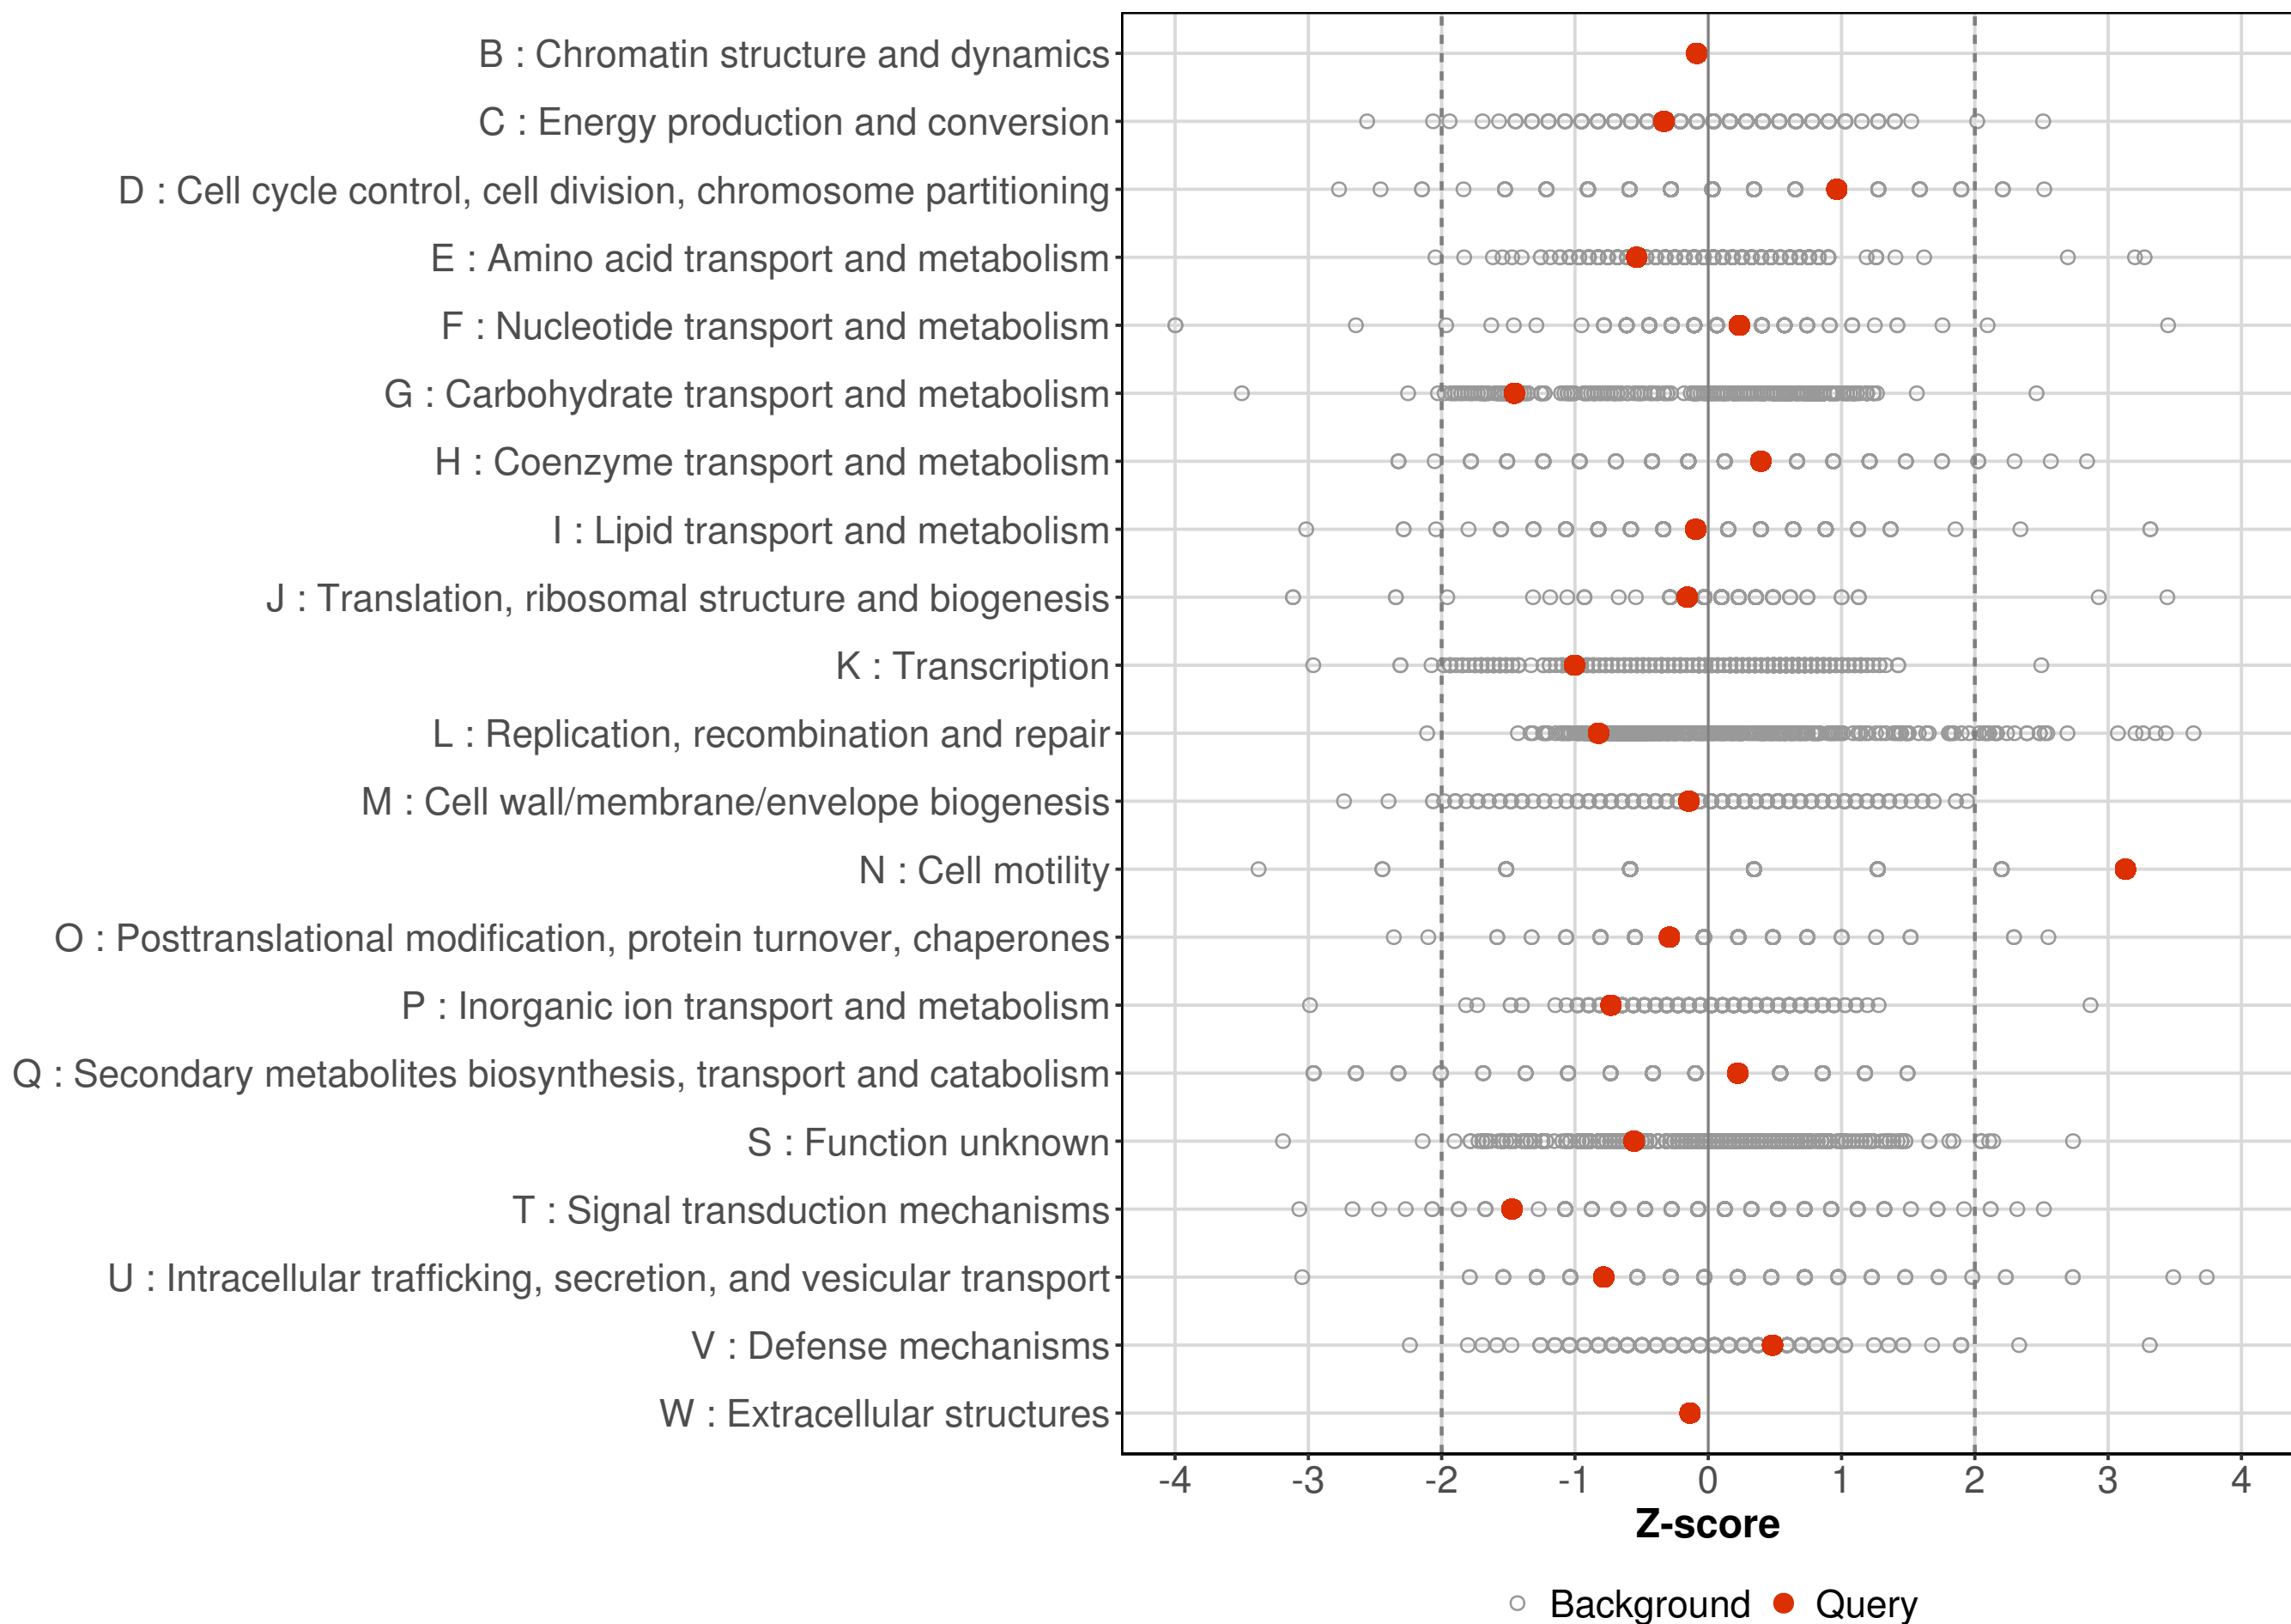 B : Chromatin structure and dynamics
C : Energy production and conversion
D : Cell cycle control, cell division, chromosome partitioning
E : Amino acid transport and metabolism
F : Nucleotide transport and metabolism
G : Carbohydrate transport and metabolism
H : Coenzyme transport and metabolism
I : Lipid transport and metabolism
J : Translation, ribosomal structure and biogenesis
K : Transcription
L : Replication, recombination and repair
M : Cell wall/membrane/envelope biogenesis
N : Cell motility
O : Posttranslational modification, protein turnover, chaperones
P : Inorganic ion transport and metabolism
Q : Secondary metabolites biosynthesis, transport and catabolism
S : Function unknown
T : Signal transduction mechanisms
U : Intracellular trafficking, secretion, and vesicular transport
V : Defense mechanisms
W : Extracellular structures
-4 -3 -2 -1 0 1 2 3 4
Z-score
Background Query